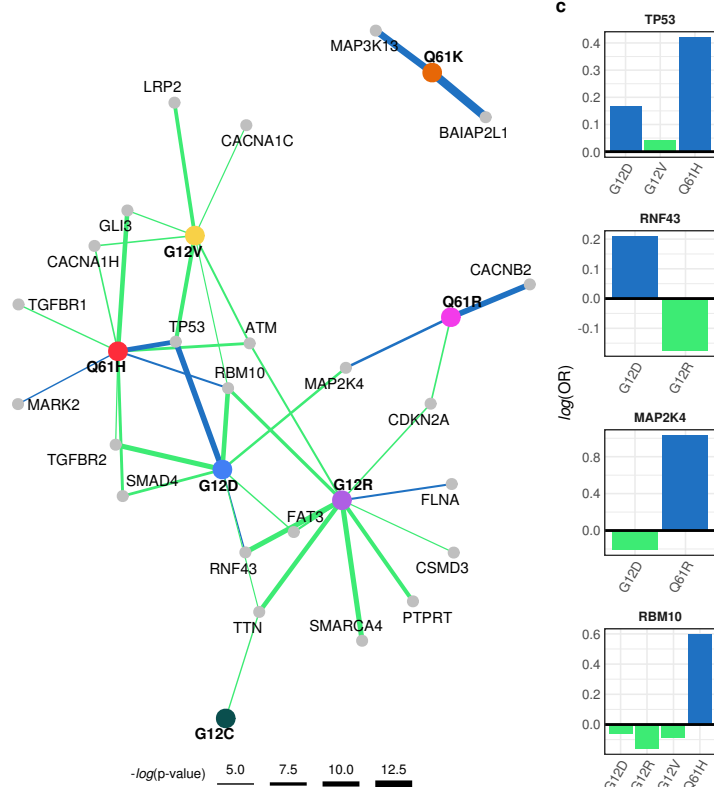 c
MAP3K13
Q61K
BAIAP2L1
LRP2
CACNA1C
GLI3
G12V
CACNA1H
TGFBR1
TP53
ATM
Q61H
RBM10
MARK2
CACNB2
Q61R
MAP2K4
CDKN2A
TGFBR2
SMAD4
G12D
G12R
FLNA
FAT3
RNF43
CSMD3
TTN
SMARCA4
PTPRT
G12C
-log(p-value) 5.0 7.5 10.0 12.5
log(OR)
TP53
0.4
0.3
0.2
0.1
0.0
G12D G12V Q61H
RNF43
0.2
0.1
0.0
-0.1
G12D G12R
MAP2K4
0.8
0.4
0.0
G12D Q61R
RBM10
0.6
0.4
0.2
0.0
G12D G12R G12V Q61H